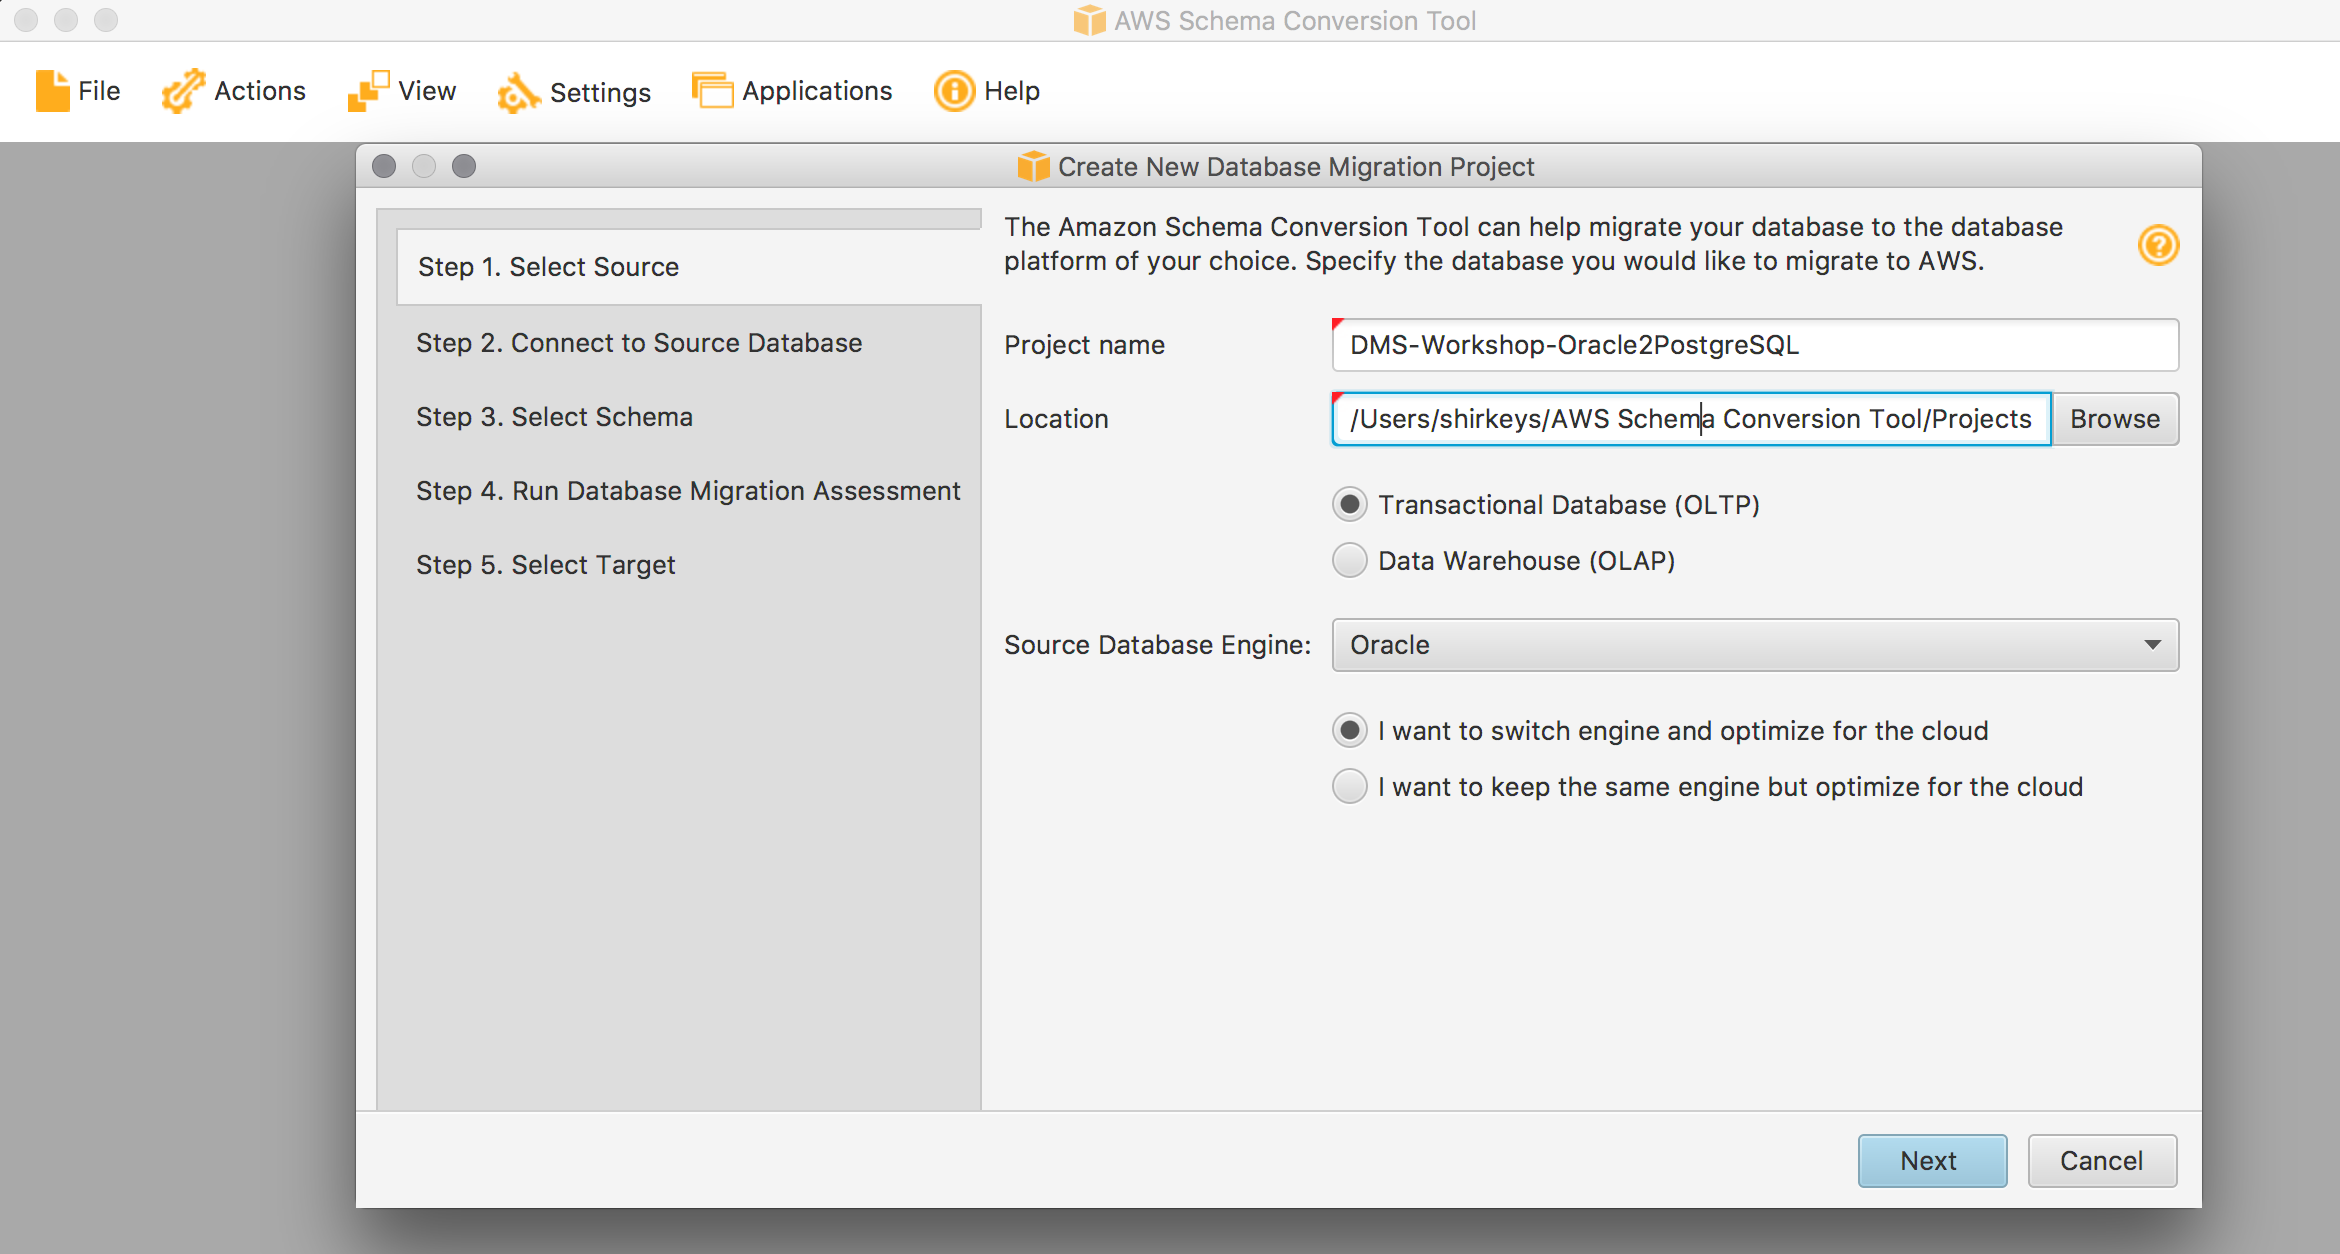 AWS Schema Conversion Tool
File
Actions
View
Settings
Applications
Help
Create New Database Migration Project
Step 1. Select Source
Step 2. Connect to Source Database
Step 3. Select Schema
Step 4. Run Database Migration Assessment
Step 5. Select Target
The Amazon Schema Conversion Tool can help migrate your database to the database
platform of your choice. Specify the database you would like to migrate to AWS.
?
Project name
DMS-Workshop-Oracle2PostgreSQL
Location
/Users/shirkeys/AWS Schema Conversion Tool/Projects
Browse
Transactional Database (OLTP)
Data Warehouse (OLAP)
Source Database Engine:
Oracle
I want to switch engine and optimize for the cloud
I want to keep the same engine but optimize for the cloud
Next
Cancel